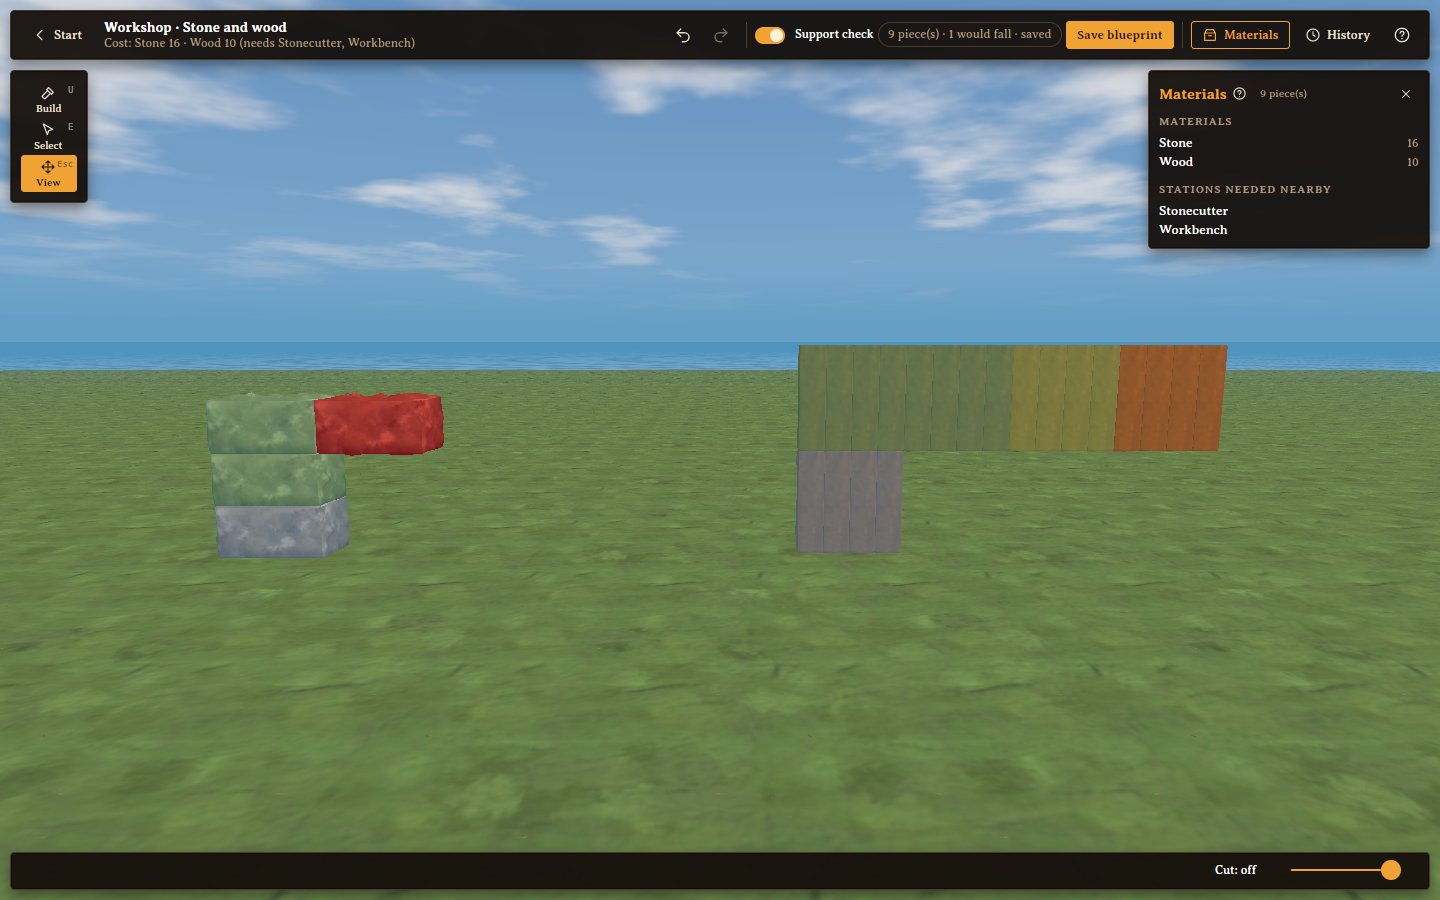 Start
Workshop · Stone and wood
Cost: Stone 16 · Wood 10 (needs Stonecutter, Workbench)
Support check
9 piece(s) · 1 would fall · saved
Save blueprint
Materials
History
Build U
Select E
View Esc
Materials 9 piece(s)
MATERIALS
Stone 16
Wood 10
STATIONS NEEDED NEARBY
Stonecutter
Workbench
Cut: off